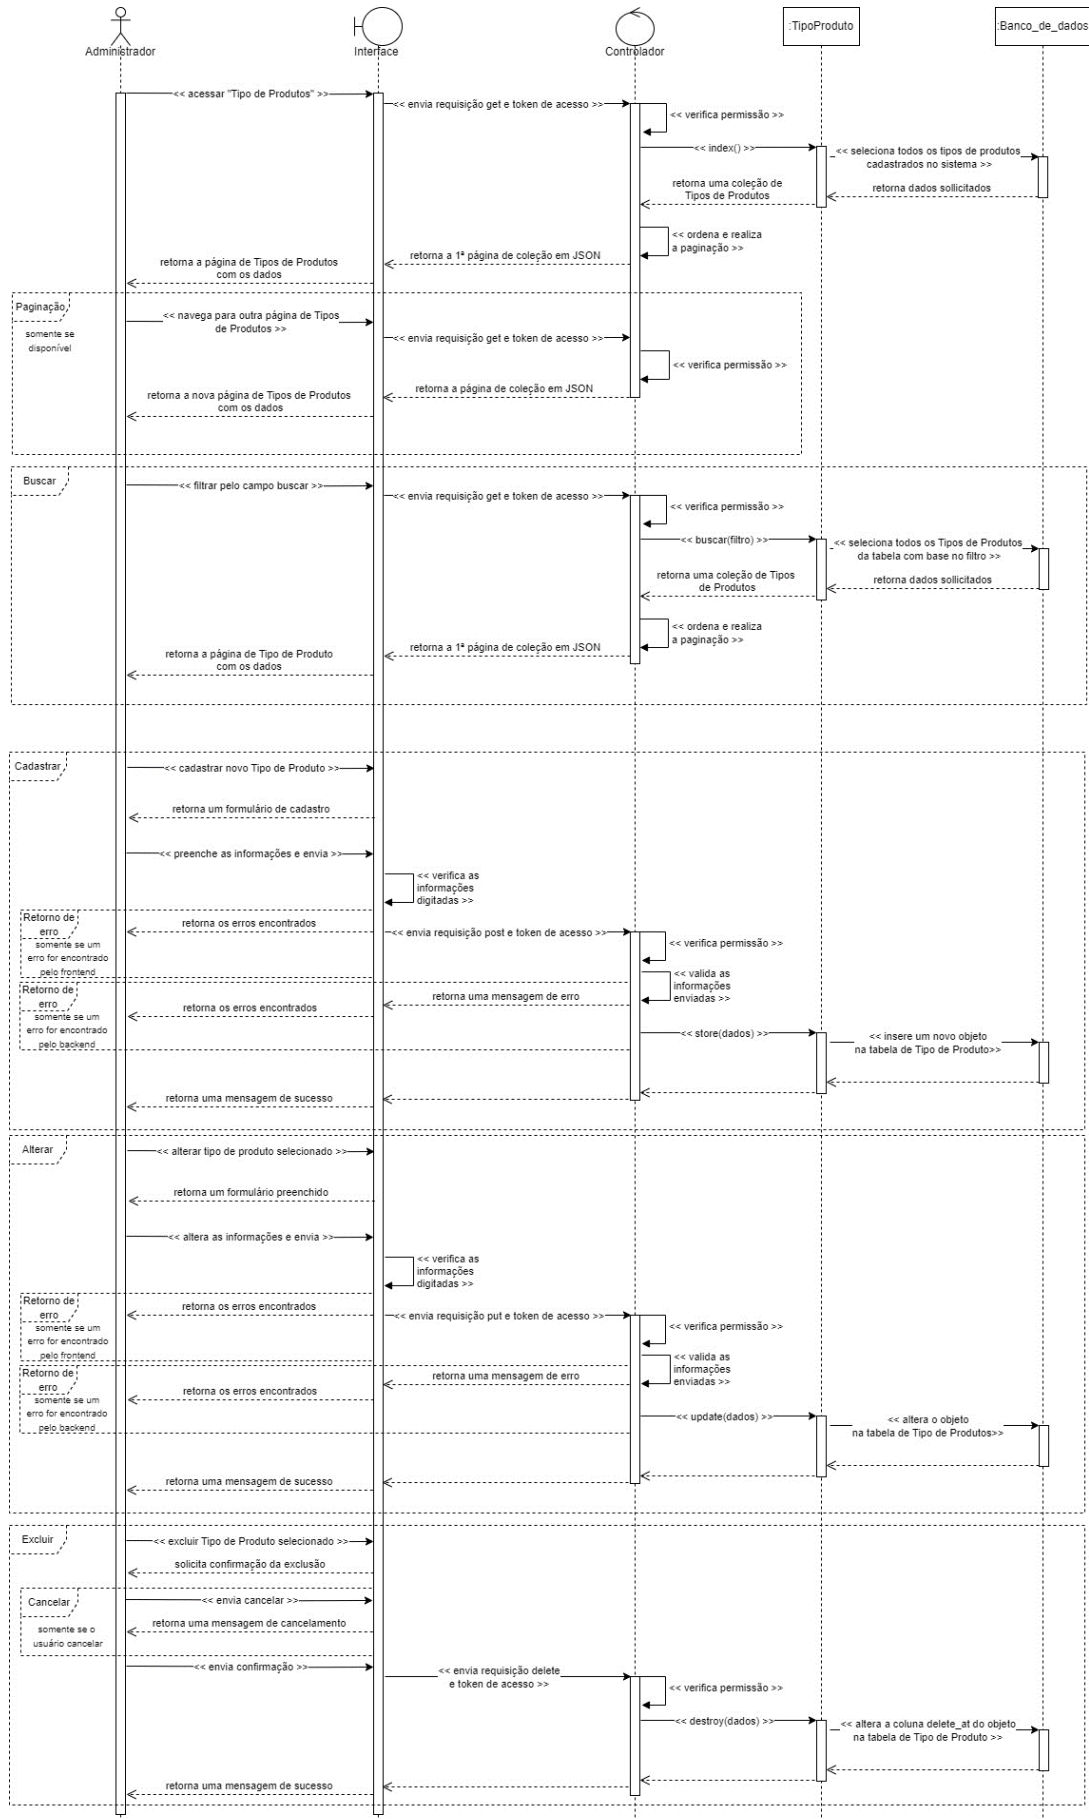 Administrador
Interface
Controlador
:TipoProduto
:Banco_de_dados
<< acessar "Tipo de Produtos" >>
<< envia requisição get e token de acesso >>
<< verifica permissão >>
<< index() >>
<< seleciona todos os tipos de produtos
cadastrados no sistema >>
retorna dados sollicitados
retorna uma coleção de
Tipos de Produtos
<< ordena e realiza
a paginação >>
retorna a 1ª página de coleção em JSON
retorna a página de Tipos de Produtos
com os dados
Paginação
somente se
disponível
<< navega para outra página de Tipos
de Produtos >>
<< envia requisição get e token de acesso >>
<< verifica permissão >>
retorna a página de coleção em JSON
retorna a nova página de Tipos de Produtos
com os dados
Buscar
<< filtrar pelo campo buscar >>
<< envia requisição get e token de acesso >>
<< verifica permissão >>
<< buscar(filtro) >>
<< seleciona todos os Tipos de Produtos
da tabela com base no filtro >>
retorna dados sollicitados
retorna uma coleção de Tipos
de Produtos
<< ordena e realiza
a paginação >>
retorna a 1ª página de coleção em JSON
retorna a página de Tipo de Produto
com os dados
Cadastrar
<< cadastrar novo Tipo de Produto >>
retorna um formulário de cadastro
<< preenche as informações e envia >>
<< verifica as
informações
digitadas >>
Retorno de
erro
somente se um
erro for encontrado
pelo frontend
retorna os erros encontrados
<< envia requisição post e token de acesso >>
<< verifica permissão >>
<< valida as
informações
enviadas >>
Retorno de
erro
somente se um
erro for encontrado
pelo backend
retorna uma mensagem de erro
retorna os erros encontrados
<< store(dados) >>
<< insere um novo objeto
na tabela de Tipo de Produto>>
retorna uma mensagem de sucesso
Alterar
<< alterar tipo de produto selecionado >>
retorna um formulário preenchido
<< altera as informações e envia >>
<< verifica as
informações
digitadas >>
Retorno de
erro
somente se um
erro for encontrado
pelo frontend
retorna os erros encontrados
<< envia requisição put e token de acesso >>
<< verifica permissão >>
<< valida as
informações
enviadas >>
Retorno de
erro
somente se um
erro for encontrado
pelo backend
retorna uma mensagem de erro
retorna os erros encontrados
<< update(dados) >>
<< altera o objeto
na tabela de Tipo de Produtos>>
retorna uma mensagem de sucesso
Excluir
<< excluir Tipo de Produto selecionado >>
solicita confirmação da exclusão
Cancelar
somente se o
usuário cancelar
<< envia cancelar >>
retorna uma mensagem de cancelamento
<< envia confirmação >>
<< envia requisição delete
e token de acesso >>
<< verifica permissão >>
<< destroy(dados) >>
<< altera a coluna delete_at do objeto
na tabela de Tipo de Produto >>
retorna uma mensagem de sucesso